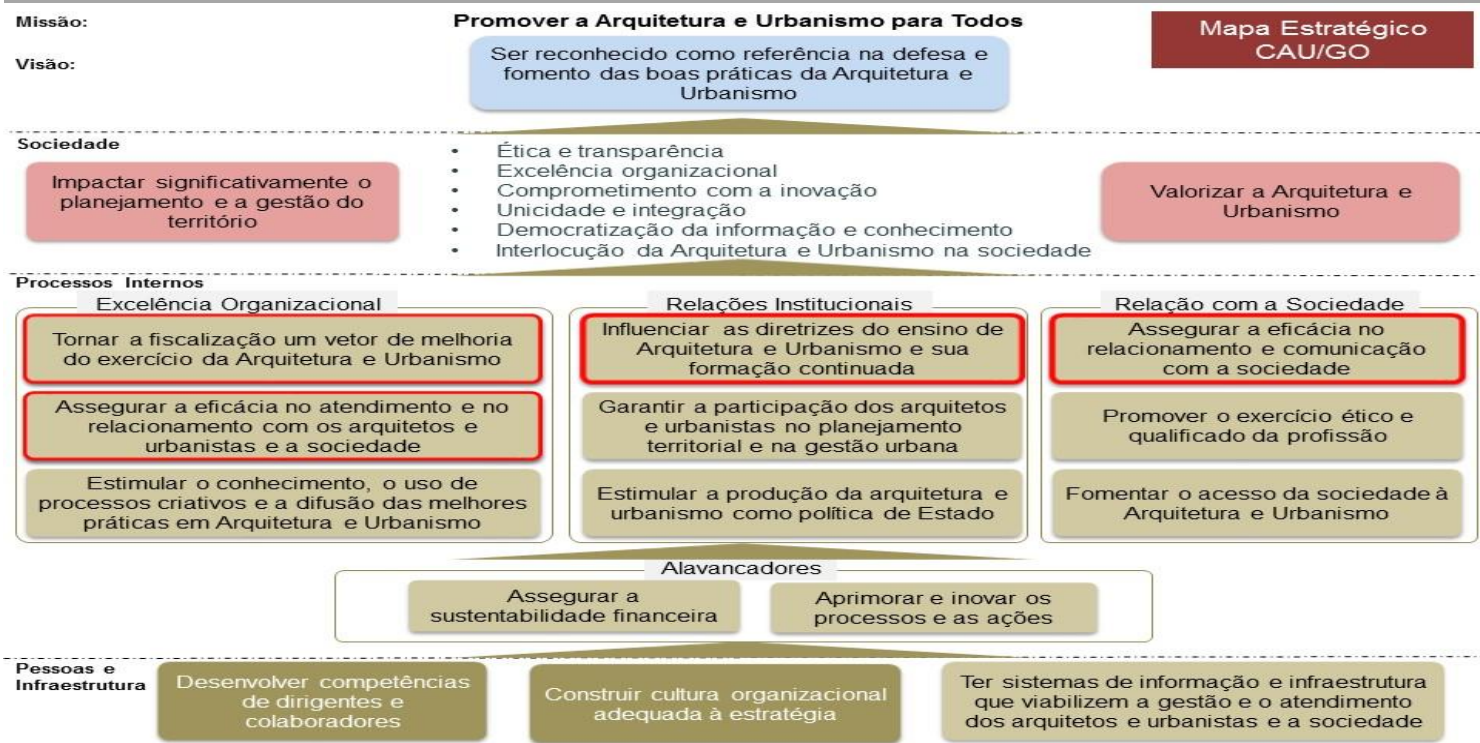 Missão:
Promover a Arquitetura e Urbanismo para Todos
Mapa Estratégico
CAU/GO
Visão:
Ser reconhecido como referência na defesa e
fomento das boas práticas da Arquitetura e
Urbanismo
Sociedade
Impactar significativamente o
planejamento e a gestão do
território
• Ética e transparência
• Excelência organizacional
• Comprometimento com a inovação
• Unicidade e integração
• Democratização da informação e conhecimento
• Interlocução da Arquitetura e Urbanismo na sociedade
Valorizar a Arquitetura e
Urbanismo
Processos Internos
Excelência Organizacional
Tornar a fiscalização um vetor de melhoria
do exercício da Arquitetura e Urbanismo
Assegurar a eficácia no atendimento e no
relacionamento com os arquitetos e
urbanistas e a sociedade
Estimular o conhecimento, o uso de
processos criativos e a difusão das melhores
práticas em Arquitetura e Urbanismo
Relações Institucionais
Influenciar as diretrizes do ensino de
Arquitetura e Urbanismo e sua
formação continuada
Garantir a participação dos arquitetos
e urbanistas no planejamento
territorial e na gestão urbana
Estimular a produção da arquitetura e
urbanismo como política de Estado
Relação com a Sociedade
Assegurar a eficácia no
relacionamento e comunicação
com a sociedade
Promover o exercício ético e
qualificado da profissão
Fomentar o acesso da sociedade à
Arquitetura e Urbanismo
Alavancadores
Assegurar a
sustentabilidade financeira
Aprimorar e inovar os
processos e as ações
Pessoas e
Infraestrutura
Desenvolver competências
de dirigentes e
colaboradores
Construir cultura organizacional
adequada à estratégia
Ter sistemas de informação e infraestrutura
que viabilizem a gestão e o atendimento
dos arquitetos e urbanistas e a sociedade